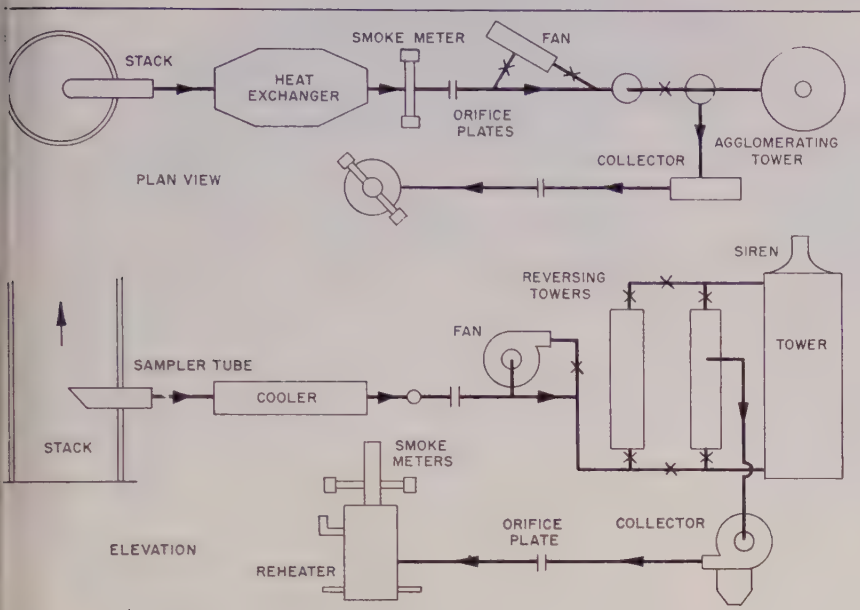 STACK
HEAT
EXCHANGER
SMOKE METER
FAN
ORIFICE
PLATES
AGGLOMERATING
TOWER
COLLECTOR
PLAN VIEW
SIREN
REVERSING
TOWERS
FAN
TOWER
SAMPLER TUBE
COOLER
STACK
SMOKE
METERS
ORIFICE
PLATE
COLLECTOR
ELEVATION
REHEATER